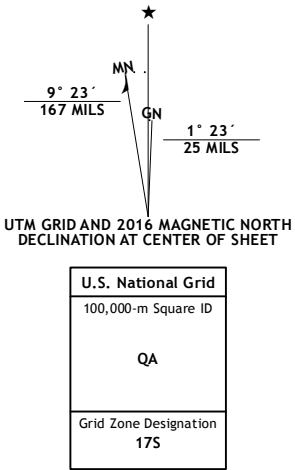 ★
MN
GN
9° 23´
167 MILS
1° 23´
25 MILS
UTM GRID AND 2016 MAGNETIC NORTH
DECLINATION AT CENTER OF SHEET
U.S. National Grid
100,000-m Square ID
QA
Grid Zone Designation
17S